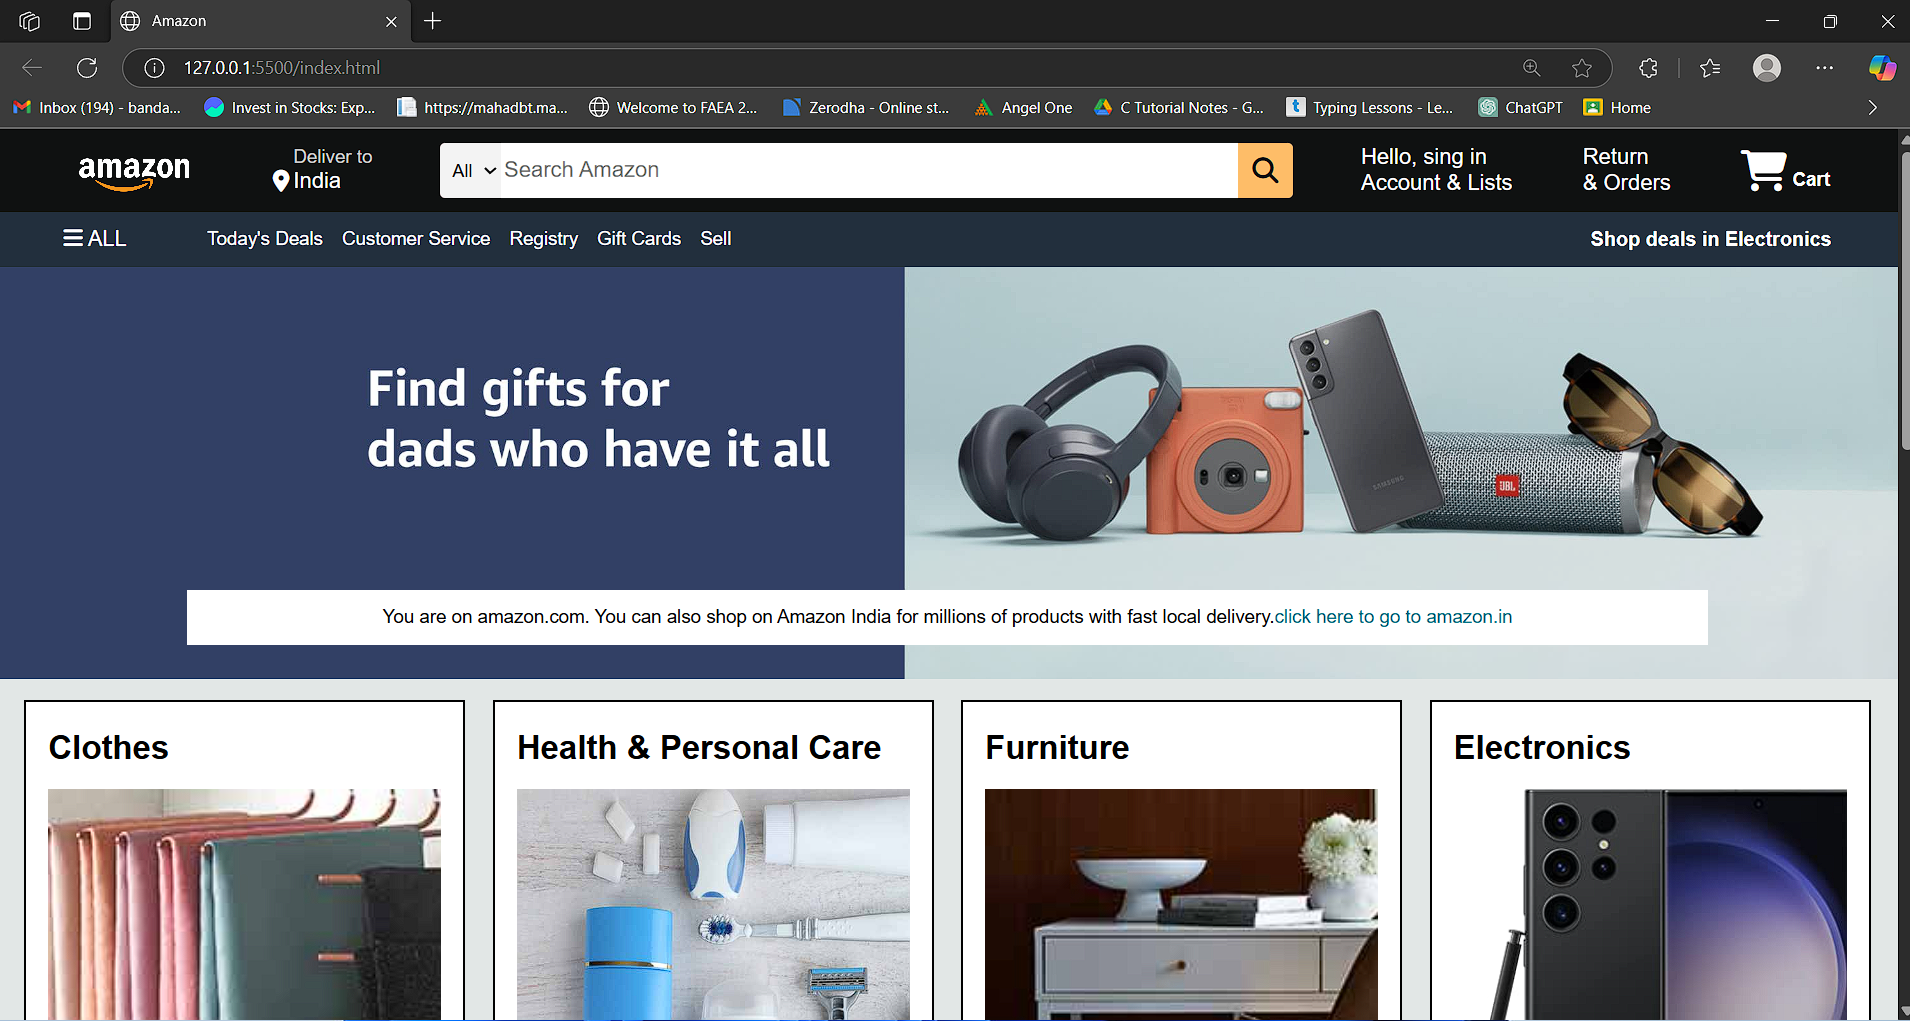 Amazon
127.0.0.1:5500/index.html
Inbox (194) - banda...
Invest in Stocks: Exp...
https://mahadbt.ma...
Welcome to FAEA 2...
Zerodha - Online st...
Angel One
C Tutorial Notes - G...
Typing Lessons - Le...
ChatGPT
Home
amazon
Deliver to
India
All
Search Amazon
Hello, sing in
Account & Lists
Return
& Orders
Cart
ALL
Today's Deals
Customer Service
Registry
Gift Cards
Sell
Shop deals in Electronics
Find gifts for
dads who have it all
SAMSUNG
JBL
You are on amazon.com. You can also shop on Amazon India for millions of products with fast local delivery.click here to go to amazon.in
Clothes
Health & Personal Care
Furniture
Electronics